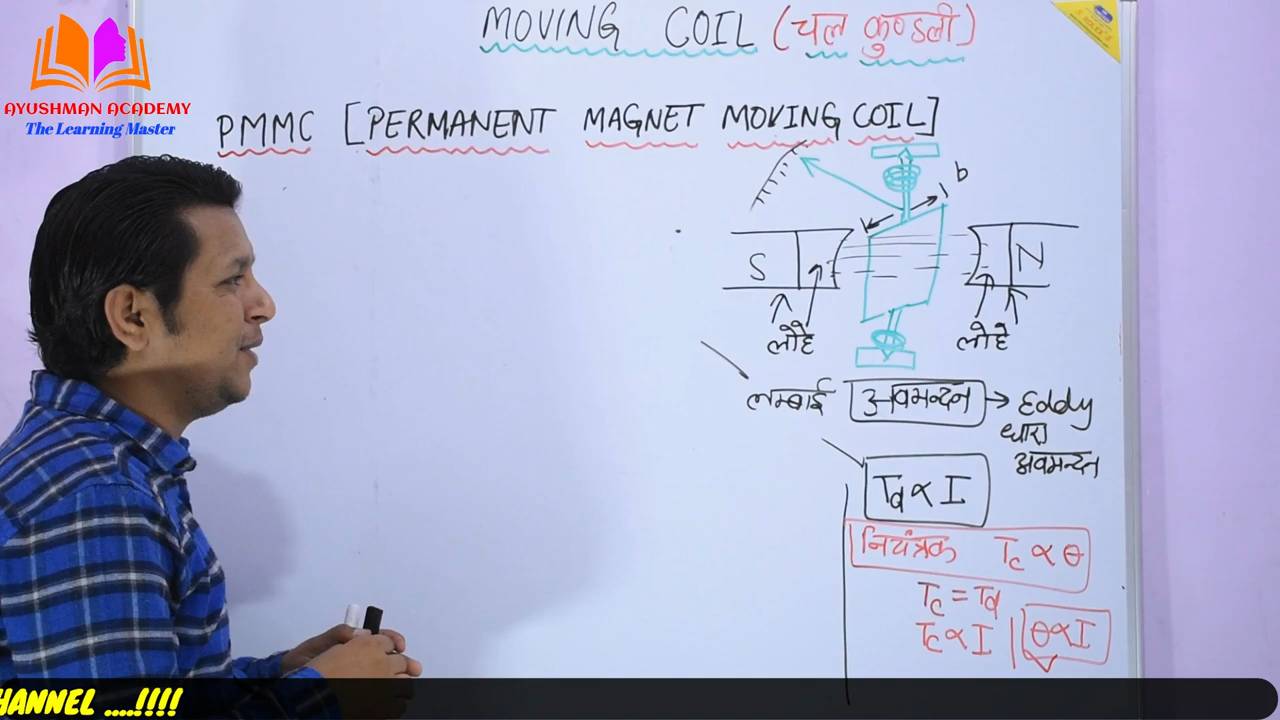 MOVING COIL (चल कुण्डली)
AYUSHMAN ACADEMY
The Learning Master
PMMC [PERMANENT MAGNET MOVING COIL]
b
S
N
लोहे
लोहे
लम्बाई
अवमन्दन → Eddy
धारा
अवमन्दन
Td ∝ I
नियंत्रक Tc ∝ θ
Tc = Td
Tc ∝ I | θ ∝ I
HANNEL ....!!!!